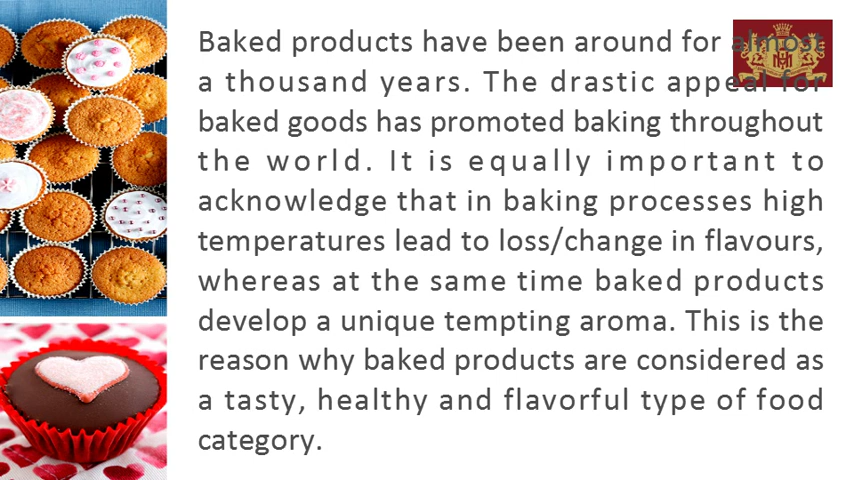 Baked products have been around for almost
a thousand years. The drastic appeal for
baked goods has promoted baking throughout
the world. It is equally important to
acknowledge that in baking processes high
temperatures lead to loss/change in flavours,
whereas at the same time baked products
develop a unique tempting aroma. This is the
reason why baked products are considered as
a tasty, healthy and flavorful type of food
category.